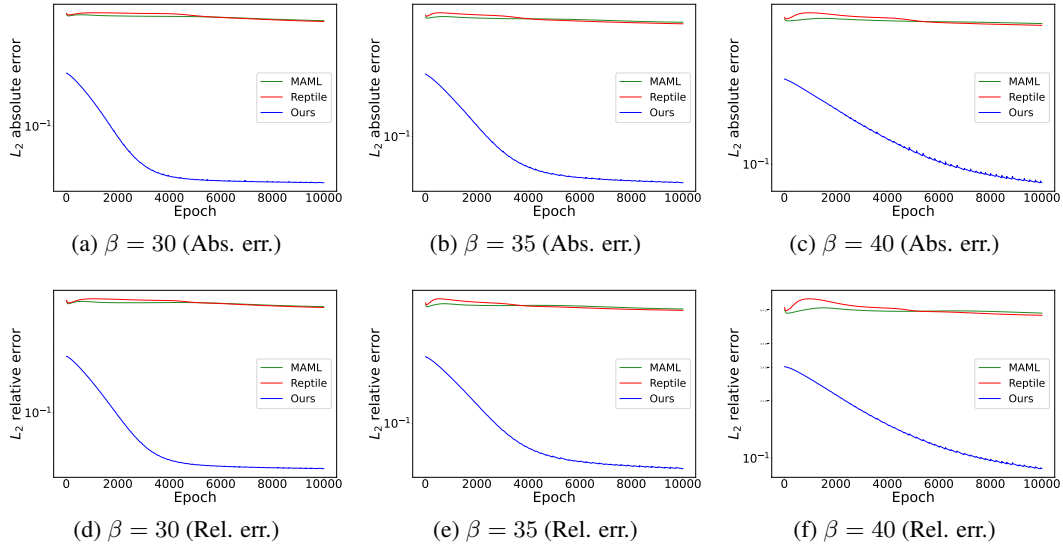 L₂ absolute error
10⁻¹
MAML
Reptile
Ours
0 2000 4000 6000 8000 10000
Epoch
(a) β = 30 (Abs. err.)
L₂ absolute error
10⁻¹
MAML
Reptile
Ours
0 2000 4000 6000 8000 10000
Epoch
(b) β = 35 (Abs. err.)
L₂ absolute error
10⁻¹
MAML
Reptile
Ours
0 2000 4000 6000 8000 10000
Epoch
(c) β = 40 (Abs. err.)
L₂ relative error
10⁻¹
MAML
Reptile
Ours
0 2000 4000 6000 8000 10000
Epoch
(d) β = 30 (Rel. err.)
L₂ relative error
10⁻¹
MAML
Reptile
Ours
0 2000 4000 6000 8000 10000
Epoch
(e) β = 35 (Rel. err.)
L₂ relative error
10⁻¹
MAML
Reptile
Ours
0 2000 4000 6000 8000 10000
Epoch
(f) β = 40 (Rel. err.)